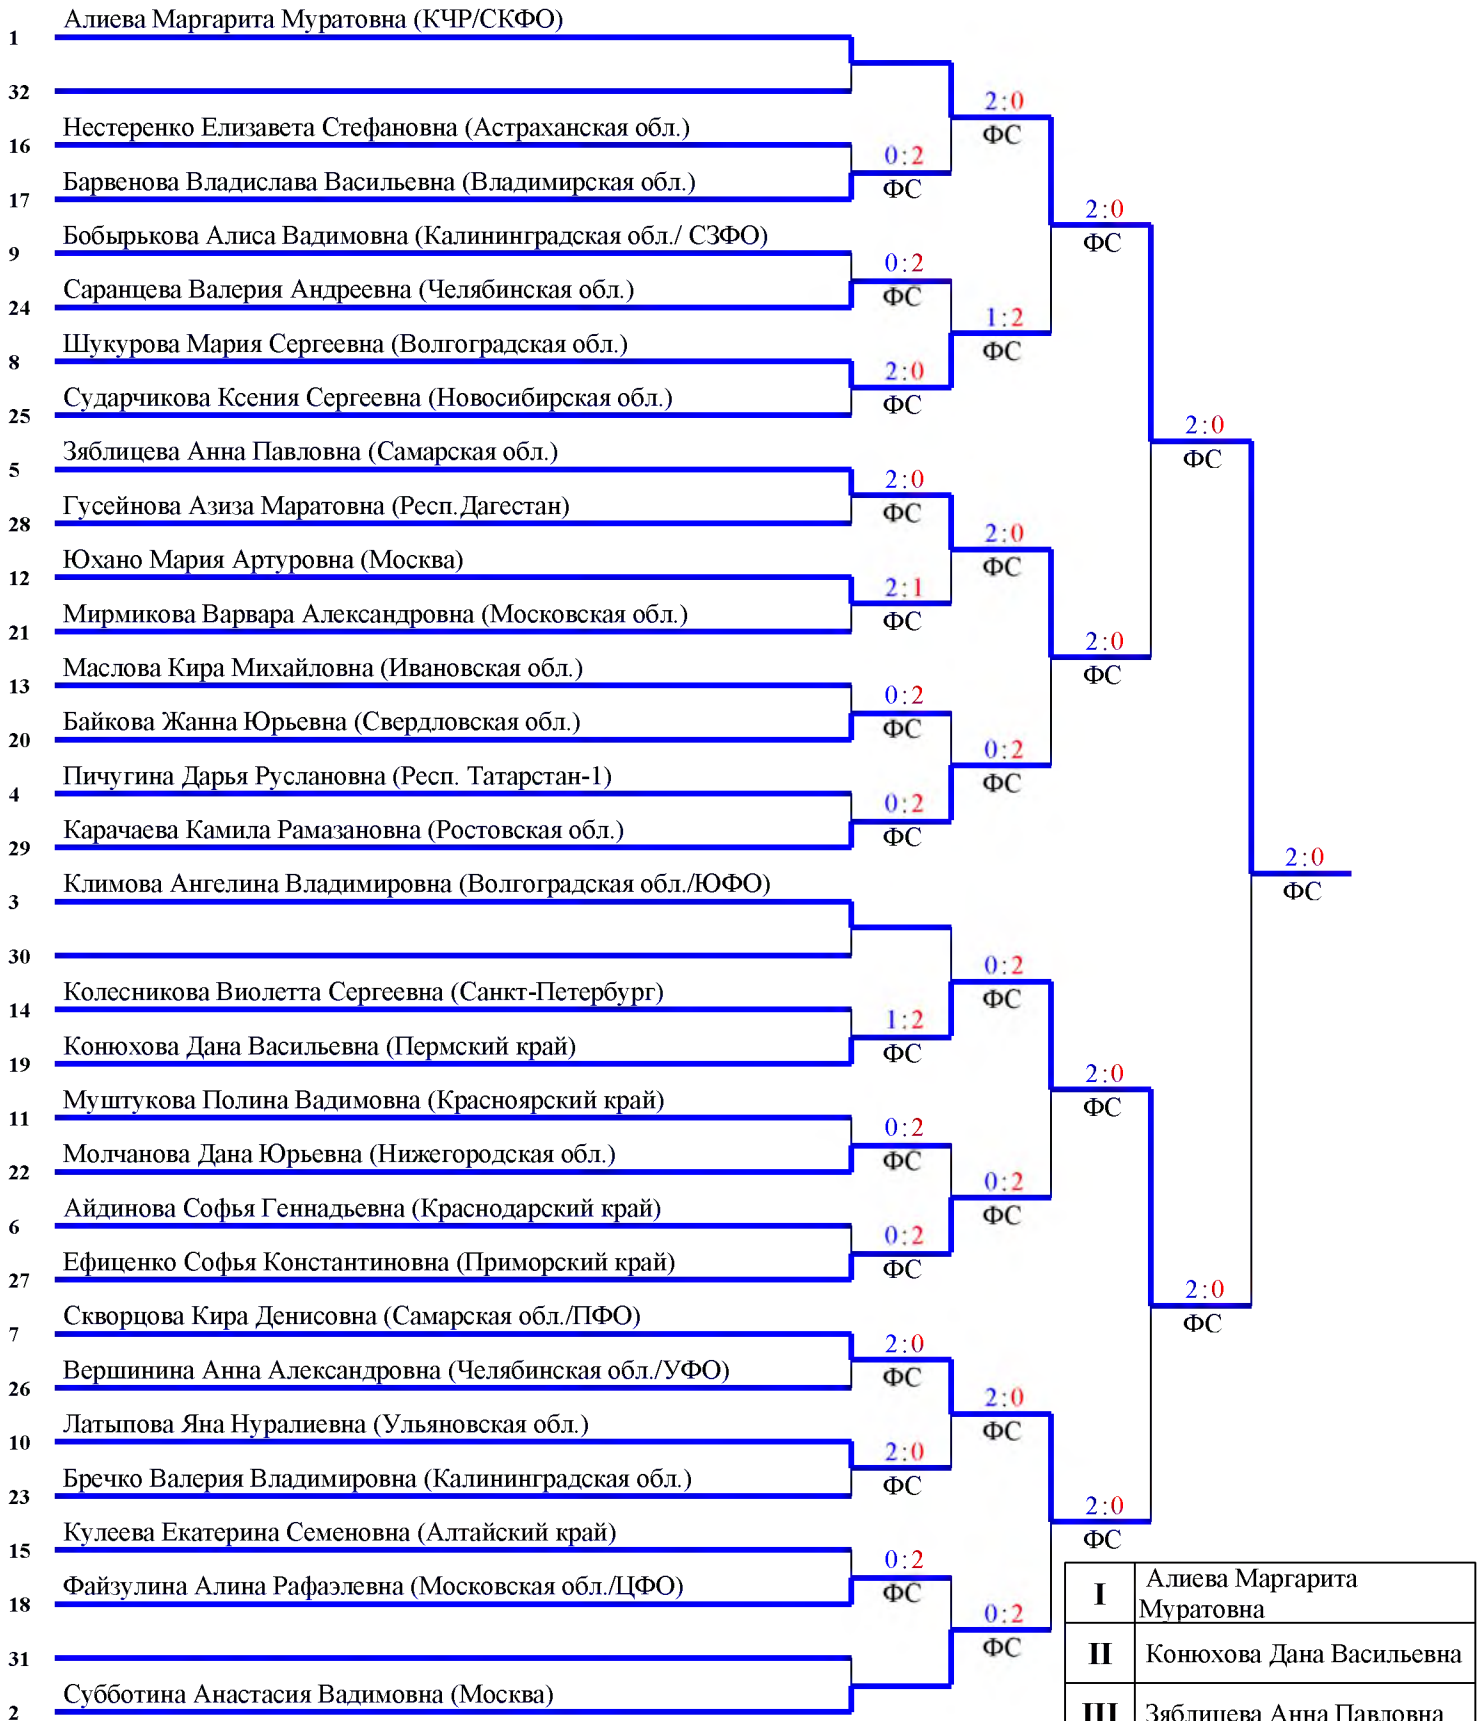 Алиева Маргарита Муратовна (КЧР/СКФО)
1
32
2:0
ФС
Нестеренко Елизавета Стефановна (Астраханская обл.)
16
0:2
ФС
Барвенова Владислава Васильевна (Владимирская обл.)
17
2:0
ФС
Бобырькова Алиса Вадимовна (Калининградская обл./ СЗФО)
9
0:2
ФС
Саранцева Валерия Андреевна (Челябинская обл.)
24
1:2
ФС
Шукурова Мария Сергеевна (Волгоградская обл.)
8
2:0
ФС
Сударчикова Ксения Сергеевна (Новосибирская обл.)
25
2:0
ФС
Зяблицева Анна Павловна (Самарская обл.)
5
2:0
ФС
Гусейнова Азиза Маратовна (Респ.Дагестан)
28
2:0
ФС
Юхано Мария Артуровна (Москва)
12
2:1
ФС
Мирмикова Варвара Александровна (Московская обл.)
21
2:0
ФС
Маслова Кира Михайловна (Ивановская обл.)
13
0:2
ФС
Байкова Жанна Юрьевна (Свердловская обл.)
20
0:2
ФС
Пичугина Дарья Руслановна (Респ. Татарстан-1)
4
0:2
ФС
Карачаева Камила Рамазановна (Ростовская обл.)
29
2:0
ФС
Климова Ангелина Владимировна (Волгоградская обл./ЮФО)
3
30
0:2
ФС
Колесникова Виолетта Сергеевна (Санкт-Петербург)
14
1:2
ФС
Конюхова Дана Васильевна (Пермский край)
19
2:0
ФС
Муштукова Полина Вадимовна (Красноярский край)
11
0:2
ФС
Молчанова Дана Юрьевна (Нижегородская обл.)
22
0:2
ФС
Айдинова Софья Геннадьевна (Краснодарский край)
6
0:2
ФС
Ефиценко Софья Константиновна (Приморский край)
27
2:0
ФС
Скворцова Кира Денисовна (Самарская обл./ПФО)
7
2:0
ФС
Вершинина Анна Александровна (Челябинская обл./УФО)
26
2:0
ФС
Латыпова Яна Нуралиевна (Ульяновская обл.)
10
2:0
ФС
Бречко Валерия Владимировна (Калининградская обл.)
23
2:0
ФС
Кулеева Екатерина Семеновна (Алтайский край)
15
0:2
ФС
Файзулина Алина Рафаэлевна (Московская обл./ЦФО)
18
0:2
ФС
31
Субботина Анастасия Вадимовна (Москва)
2
I Алиева Маргарита
Муратовна
II Конюхова Дана Васильевна
III Зяблицева Анна Павловна